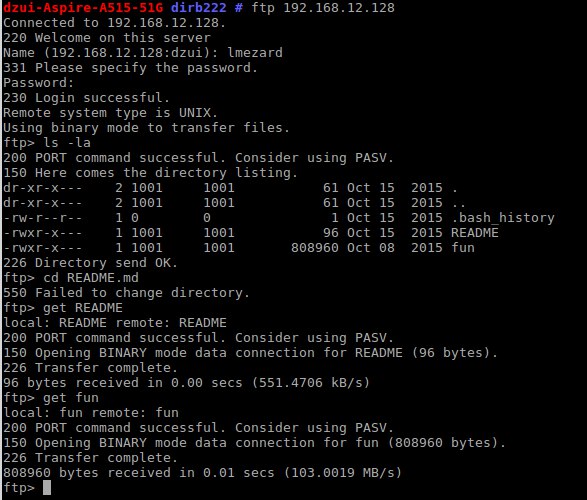 dzui-Aspire-A515-51G dirb222 # ftp 192.168.12.128
Connected to 192.168.12.128.
220 Welcome on this server
Name (192.168.12.128:dzui): lmezard
331 Please specify the password.
Password:
230 Login successful.
Remote system type is UNIX.
Using binary mode to transfer files.
ftp> ls -la
200 PORT command successful. Consider using PASV.
150 Here comes the directory listing.
dr-xr-x---    2 1001     1001           61 Oct 15  2015 .
dr-xr-x---    2 1001     1001           61 Oct 15  2015 ..
-rw-r--r--    1 0        0               1 Oct 15  2015 .bash_history
-rwxr-x---    1 1001     1001           96 Oct 15  2015 README
-rwxr-x---    1 1001     1001       808960 Oct 08  2015 fun
226 Directory send OK.
ftp> cd README.md
550 Failed to change directory.
ftp> get README
local: README remote: README
200 PORT command successful. Consider using PASV.
150 Opening BINARY mode data connection for README (96 bytes).
226 Transfer complete.
96 bytes received in 0.00 secs (551.4706 kB/s)
ftp> get fun
local: fun remote: fun
200 PORT command successful. Consider using PASV.
150 Opening BINARY mode data connection for fun (808960 bytes).
226 Transfer complete.
808960 bytes received in 0.01 secs (103.0019 MB/s)
ftp>